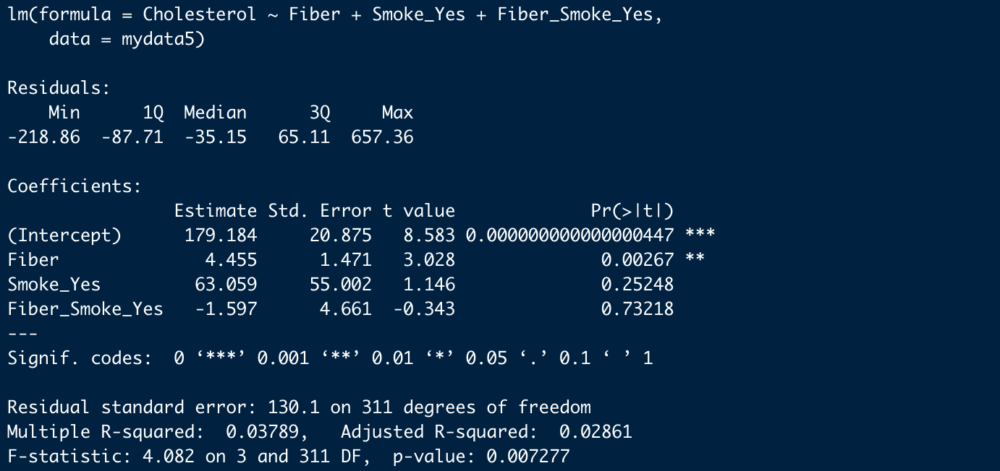 lm(formula = Cholesterol ~ Fiber + Smoke_Yes + Fiber_Smoke_Yes,
    data = mydata5)

Residuals:
    Min      1Q  Median      3Q     Max
-218.86  -87.71  -35.15   65.11  657.36

Coefficients:
                Estimate Std. Error t value             Pr(>|t|)
(Intercept)      179.184     20.875   8.583 0.000000000000000447 ***
Fiber              4.455      1.471   3.028              0.00267 **
Smoke_Yes         63.059     55.002   1.146              0.25248
Fiber_Smoke_Yes   -1.597      4.661  -0.343              0.73218
---
Signif. codes:  0 ‘***’ 0.001 ‘**’ 0.01 ‘*’ 0.05 ‘.’ 0.1 ‘ ’ 1

Residual standard error: 130.1 on 311 degrees of freedom
Multiple R-squared:  0.03789,   Adjusted R-squared:  0.02861
F-statistic: 4.082 on 3 and 311 DF,  p-value: 0.007277